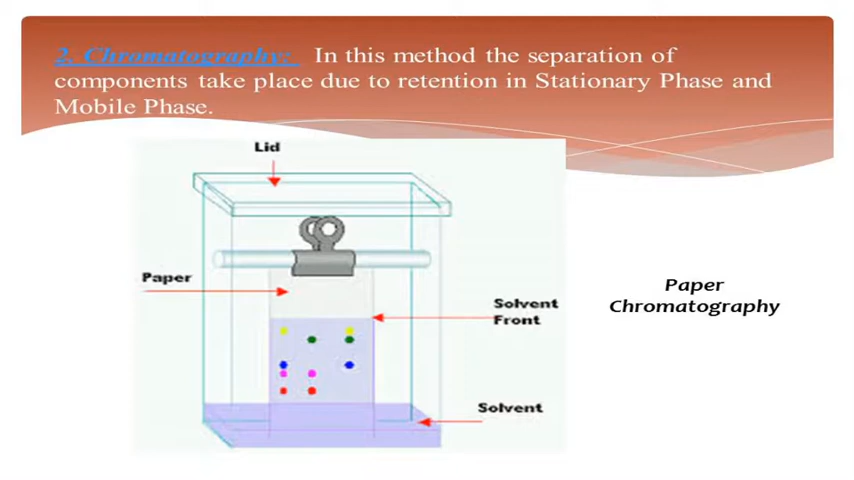 2. Chromatography: In this method the separation of
components take place due to retention in Stationary Phase and
Mobile Phase.
Lid
Paper
Solvent
Front
Solvent
Paper
Chromatography